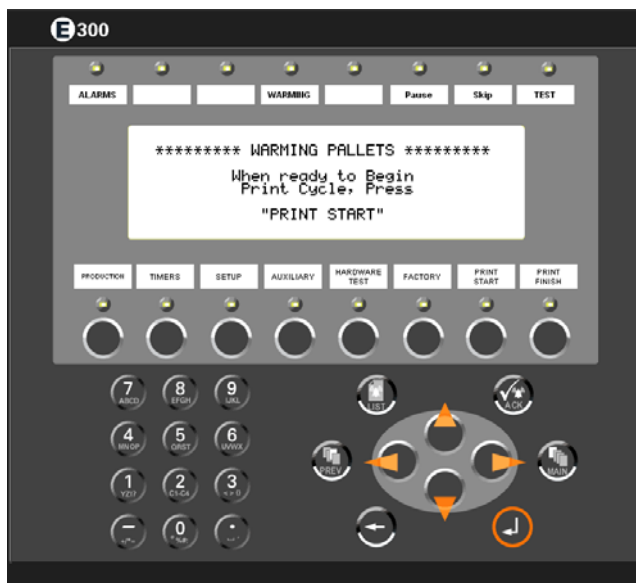 E300
ALARMS WARMING Pause Skip TEST
********* WARMING PALLETS *********
When ready to Begin
Print Cycle, Press
"PRINT START"
PRODUCTION TIMERS SETUP AUXILIARY HARDWARE TEST FACTORY PRINT START PRINT FINISH
7 8 9
ABCD EFGH IJKL
LIST ACK
4 5 6
MNOP QRST UVWX
PREV MAIN
1 2 3
YZ!? C1-C4 <>()
- 0 .